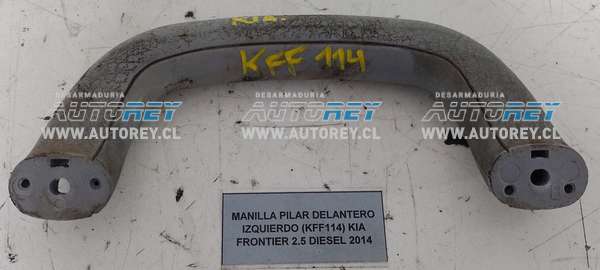 KIA.
KFF 114
DESARMADURIA DESARMADURIA DESARMADURIA
AUTOREY AUTOREY AUTOREY
WWW.AUTOREY.CL WWW.AUTOREY.CL WWW.AUTOREY.CL
MANILLA PILAR DELANTERO
IZQUIERDO (KFF114) KIA
FRONTIER 2.5 DIESEL 2014